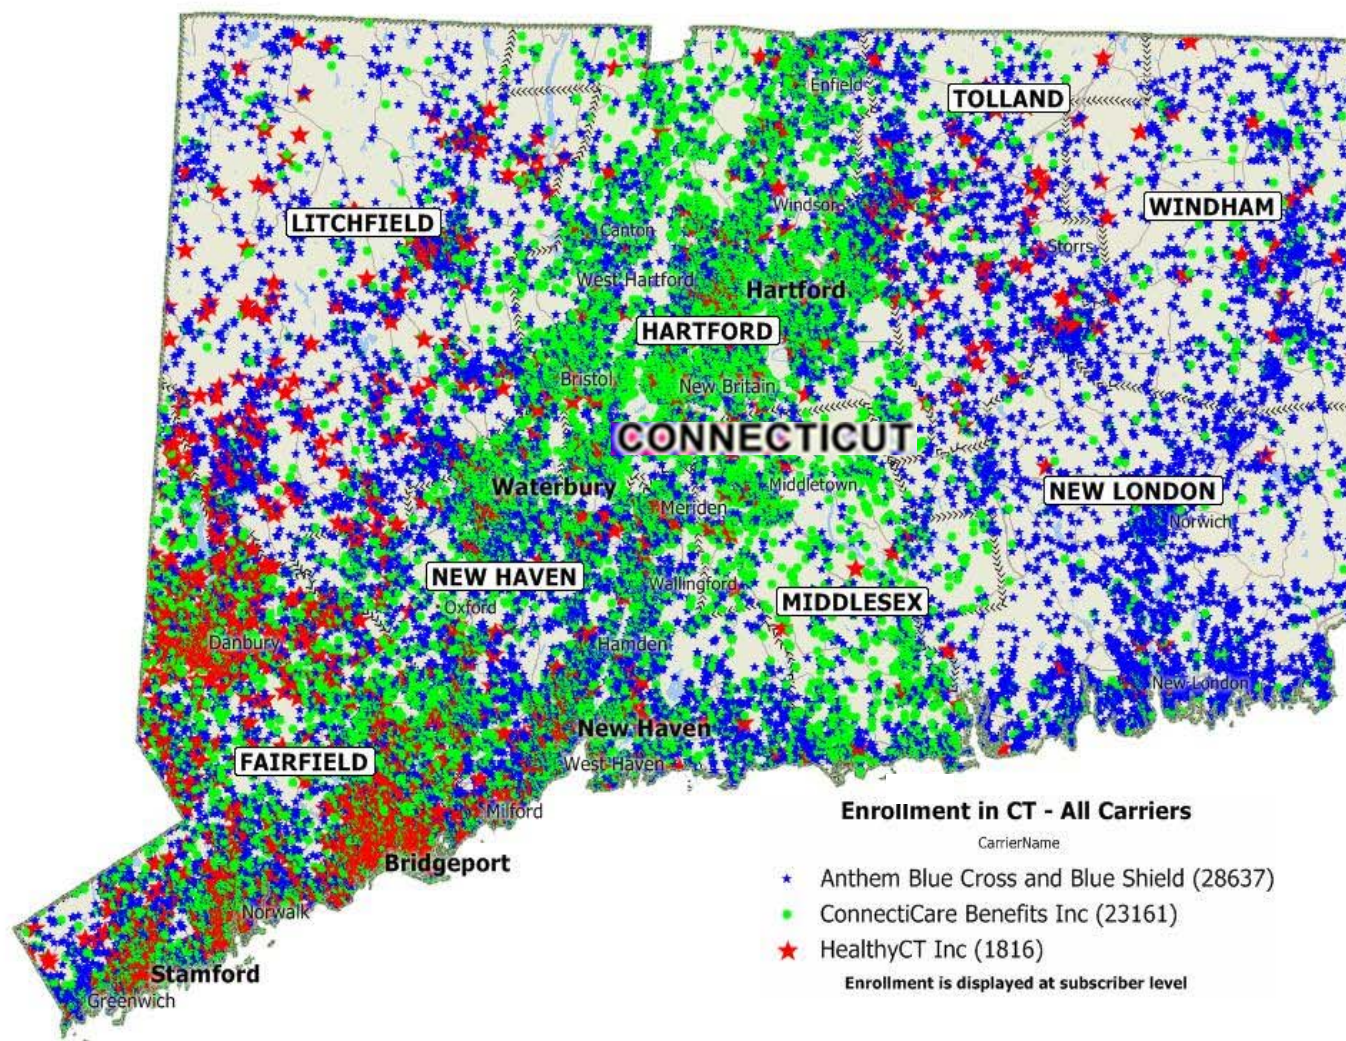 Enfield
TOLLAND
Windsor
WINDHAM
LITCHFIELD
Canton
Storrs
West Hartford
Hartford
HARTFORD
Bristol
New Britain
CONNECTICUT
Waterbury
Middletown
NEW LONDON
Meriden
Norwich
NEW HAVEN
Wallingford
MIDDLESEX
Oxford
Danbury
Hamden
New London
New Haven
FAIRFIELD
West Haven
Milford
Bridgeport
Norwalk
Stamford
Greenwich
Enrollment in CT - All Carriers
CarrierName
Anthem Blue Cross and Blue Shield (28637)
ConnectiCare Benefits Inc (23161)
HealthyCT Inc (1816)
Enrollment is displayed at subscriber level